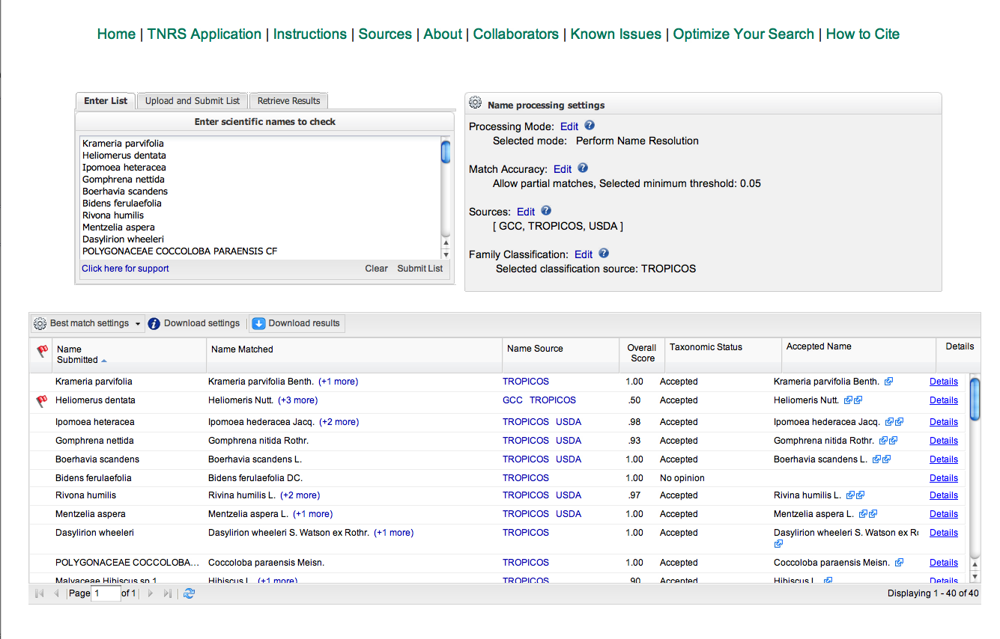 Home | TNRS Application | Instructions | Sources | About | Collaborators | Known Issues | Optimize Your Search | How to Cite
Enter List Upload and Submit List Retrieve Results
Enter scientific names to check
Krameria parvifolia
Heliomerus dentata
Ipomoea heteracea
Gomphrena nettida
Boerhavia scandens
Bidens ferulaefolia
Rivona humilis
Mentzelia aspera
Dasylirion wheeleri
POLYGONACEAE COCCOLOBA PARAENSIS CF
Click here for support Clear Submit List
Name processing settings
Processing Mode: Edit ?
Selected mode: Perform Name Resolution
Match Accuracy: Edit ?
Allow partial matches, Selected minimum threshold: 0.05
Sources: Edit ?
[ GCC, TROPICOS, USDA ]
Family Classification: Edit ?
Selected classification source: TROPICOS
Best match settings i Download settings Download results
Name Submitted Name Matched Name Source Overall Score Taxonomic Status Accepted Name Details
Krameria parvifolia Krameria parvifolia Benth. (+1 more) TROPICOS 1.00 Accepted Krameria parvifolia Benth. Details
Heliomerus dentata Heliomeris Nutt. (+3 more) GCC TROPICOS .50 Accepted Heliomeris Nutt. Details
Ipomoea heteracea Ipomoea hederacea Jacq. (+2 more) TROPICOS USDA .98 Accepted Ipomoea hederacea Jacq. Details
Gomphrena nettida Gomphrena nitida Rothr. TROPICOS USDA .93 Accepted Gomphrena nitida Rothr. Details
Boerhavia scandens Boerhavia scandens L. TROPICOS USDA 1.00 Accepted Boerhavia scandens L. Details
Bidens ferulaefolia Bidens ferulaefolia DC. TROPICOS 1.00 No opinion Details
Rivona humilis Rivina humilis L. (+2 more) TROPICOS USDA .97 Accepted Rivina humilis L. Details
Mentzelia aspera Mentzelia aspera L. (+1 more) TROPICOS USDA 1.00 Accepted Mentzelia aspera L. Details
Dasylirion wheeleri Dasylirion wheeleri S. Watson ex Rothr. (+1 more) TROPICOS 1.00 Accepted Dasylirion wheeleri S. Watson ex Ro Details
POLYGONACEAE COCCOLOBA... Coccoloba paraensis Meisn. TROPICOS 1.00 Accepted Coccoloba paraensis Meisn. Details
Malvaceae Hibiscus sp.1 Hibiscus L. (+1 more) TROPICOS .90 Accepted Hibiscus L. Details
Page 1 of 1 Displaying 1 - 40 of 40